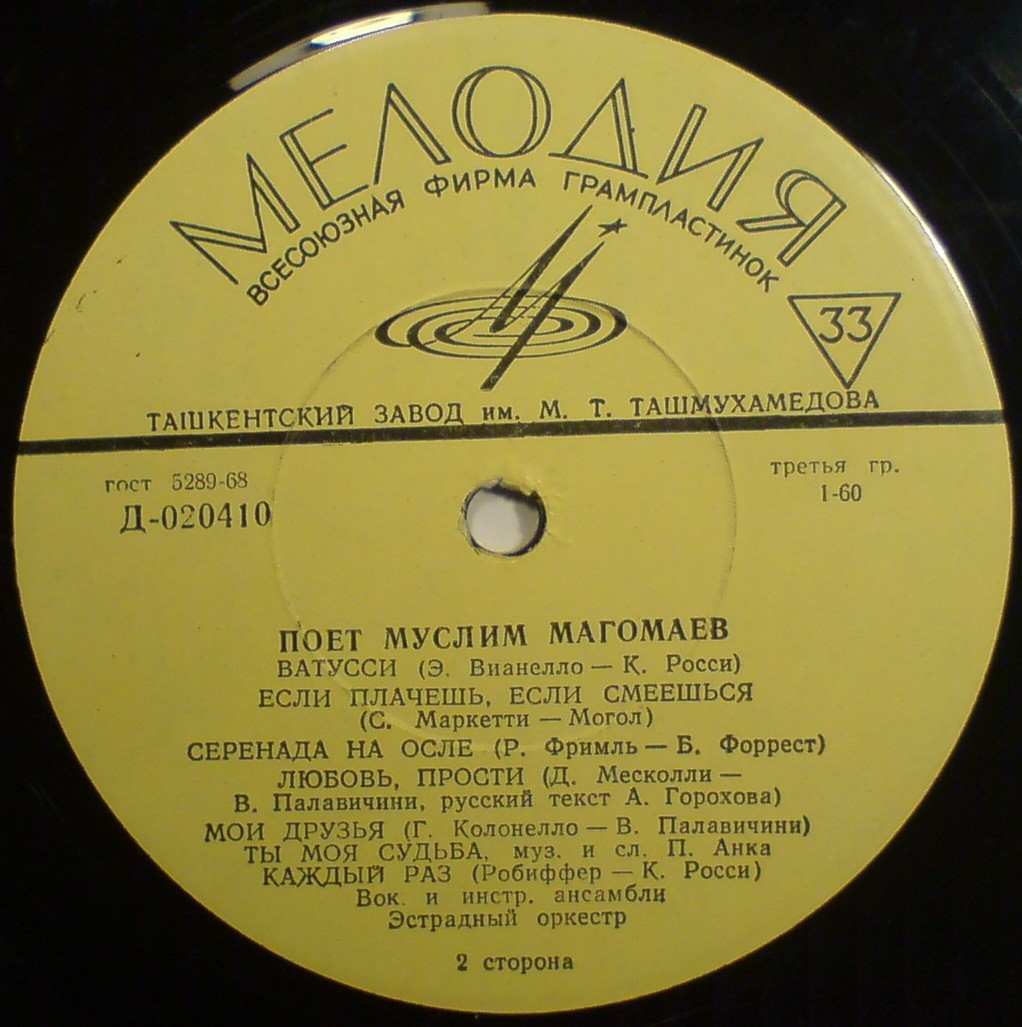 МЕЛОДИЯ
ВСЕСОЮЗНАЯ ФИРМА ГРАМПЛАСТИНОК
33
ТАШКЕНТСКИЙ ЗАВОД им. М. Т. ТАШМУХАМЕДОВА
гост 5289-68
Д-020410
третья гр.
1-60
ПОЕТ МУСЛИМ МАГОМАЕВ
ВАТУССИ (Э. Вианелло — К. Росси)
ЕСЛИ ПЛАЧЕШЬ, ЕСЛИ СМЕЕШЬСЯ
(С. Маркетти — Могол)
СЕРЕНАДА НА ОСЛЕ (Р. Фримль — Б. Форрест)
ЛЮБОВЬ, ПРОСТИ (Д. Месколли —
В. Палавичини, русский текст А. Горохова)
МОИ ДРУЗЬЯ (Г. Колонелло — В. Палавичини)
ТЫ МОЯ СУДЬБА, муз. и сл. П. Анка
КАЖДЫЙ РАЗ (Робиффер — К. Росси)
Вок. и инстр. ансамбли
Эстрадный оркестр
2 сторона